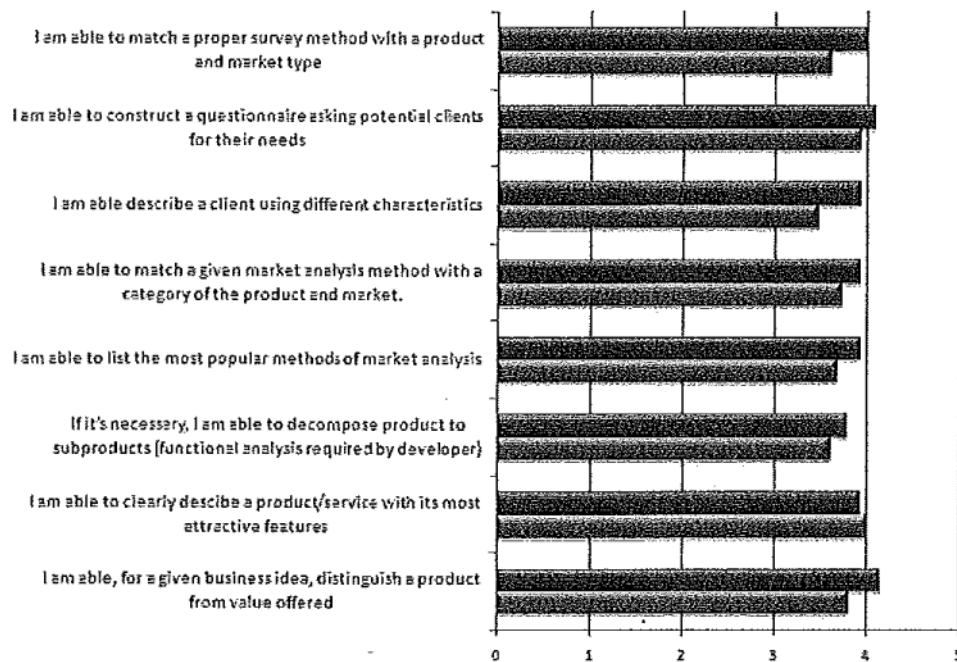 I am able to match a proper survey method with a product
and market type
I am able to construct a questionnaire asking potential clients
for their needs
I am able describe a client using different characteristics
I am able to match a given market analysis method with a
category of the product and market.
I am able to list the most popular methods of market analysis
If it's necessary, I am able to decompose product to
subproducts (functional analysis required by developer)
I am able to clearly descibe a product/service with its most
attractive features
I am able, for a given business idea, distinguish a product
from value offered
0 1 2 3 4 5